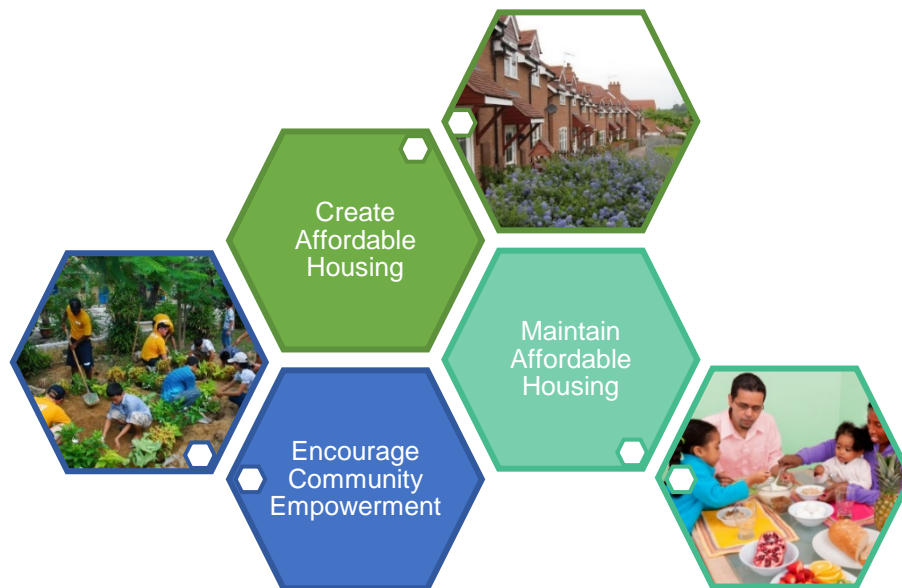 Create
Affordable
Housing
Maintain
Affordable
Housing
Encourage
Community
Empowerment